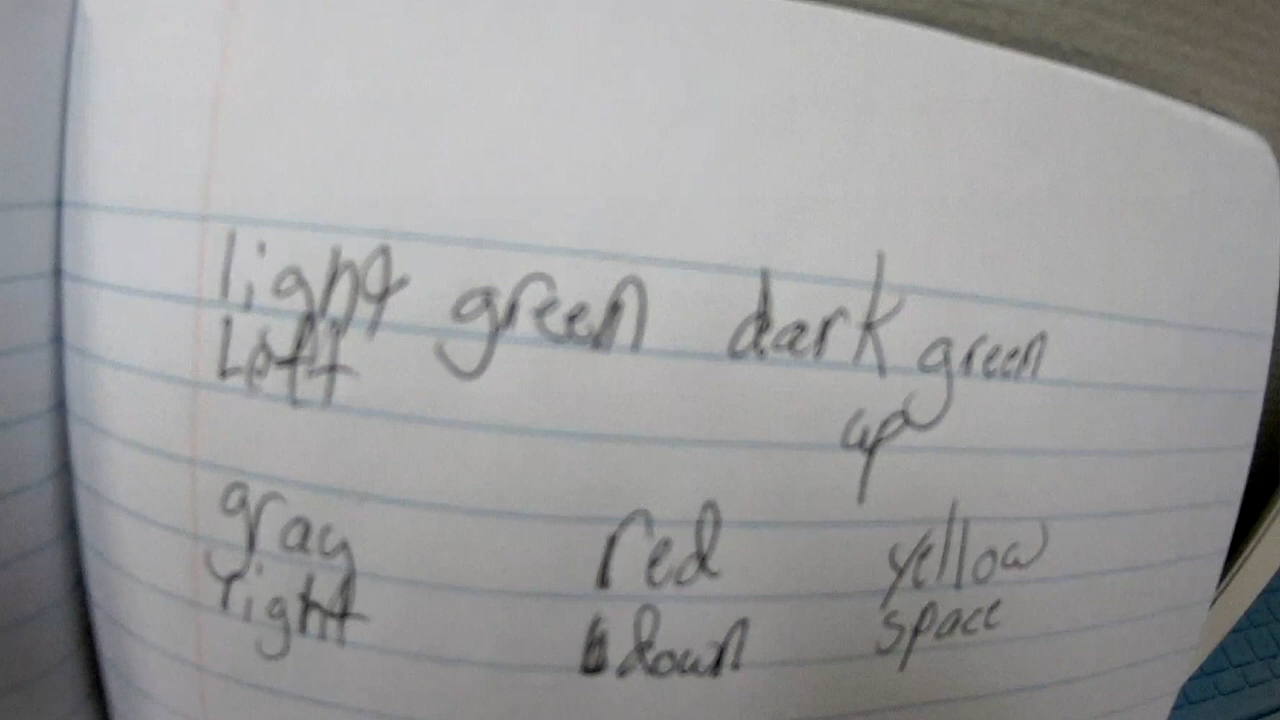 light green dark green
Left up
gray red yellow
right down space